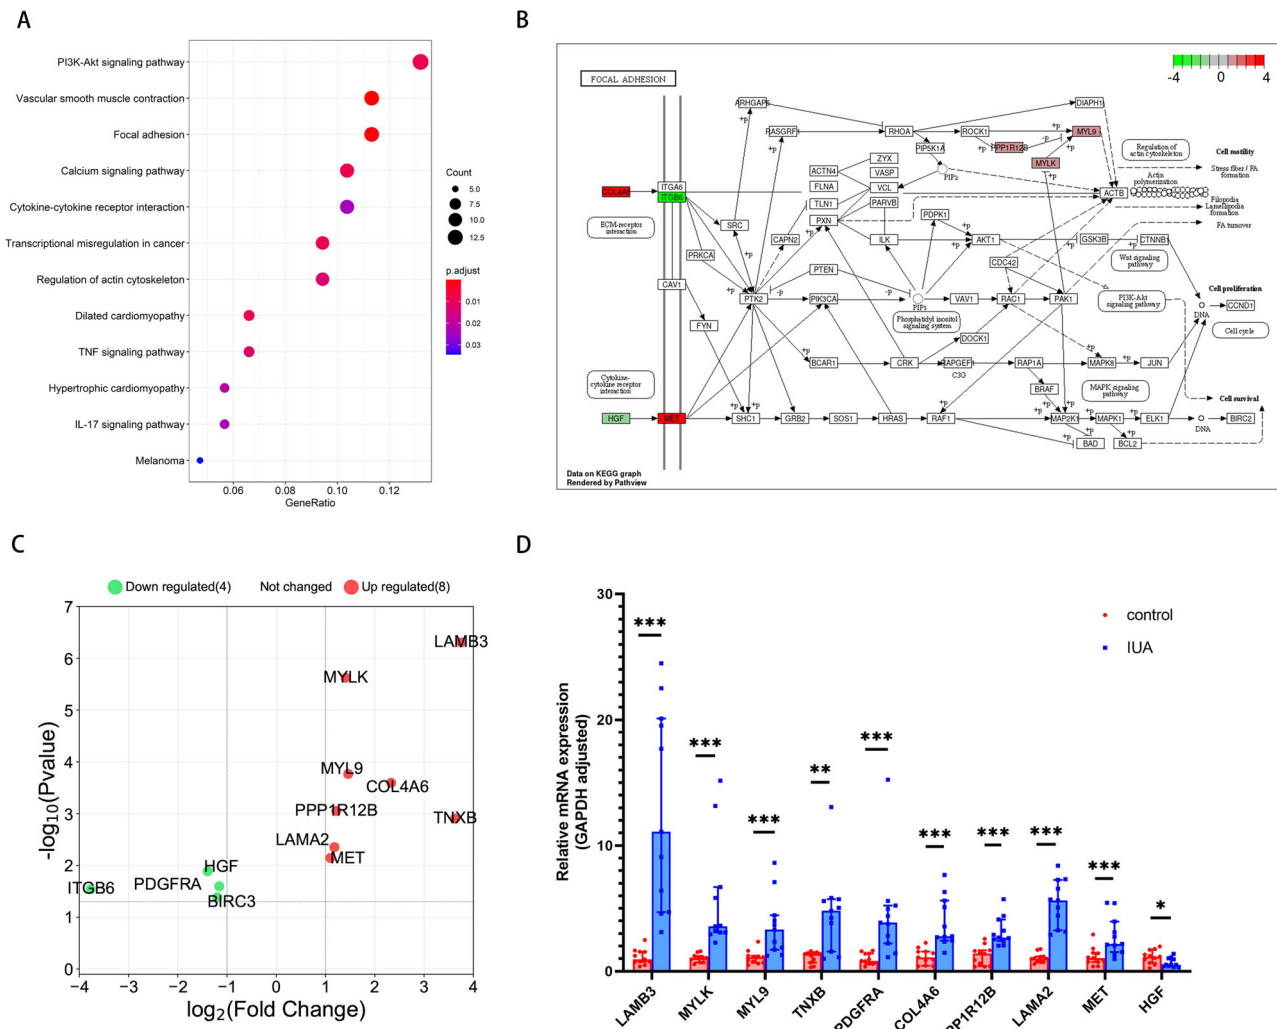 A
PI3K-Akt signaling pathway
Vascular smooth muscle contraction
Focal adhesion
Calcium signaling pathway
Cytokine-cytokine receptor interaction
Transcriptional misregulation in cancer
Regulation of actin cytoskeleton
Dilated cardiomyopathy
TNF signaling pathway
Hypertrophic cardiomyopathy
IL-17 signaling pathway
Melanoma
0.06 0.08 0.10 0.12
GeneRatio
Count
5.0
7.5
10.0
12.5
p.adjust
0.01
0.02
0.03
B
FOCAL ADHESION
-4 0 4
ARHGAP5
DIAPH1
RASGRF1
RHOA
ROCK1
MYL9
PPP1R12B
PIP5K1A
MYLK
Regulation of
actin cytoskeleton
Cell motility
Stress fiber / FA
formation
ZYX
ACTN4
VASP
PIP2
Actin
polymerization
COL4A6
ITGA6
ITGB6
FLNA
VCL
ACTB
TLN1
PARVB
Filopodia
Lamellipodia
formation
ECM-receptor
interaction
SRC
PXN
PDPK1
FA turnover
CAPN2
ILK
AKT1
GSK3B
CTNNB1
PRKCA
Wnt signaling
pathway
PTEN
CDC42
CAV1
Cell proliferation
PTK2
PIK3CA
PIP3
VAV1
RAC1
PAK1
PI3K-Akt signaling
pathway
DNA
CCND1
FYN
Phosphatidyl inositol
signaling system
Cell cycle
DOCK1
BCAR1
CRK
RAPGEF1
C3G
RAP1A
MAPK8
JUN
Cytokine-
cytokine receptor
interaction
BRAF
MAPK signaling
pathway
Cell survival
HGF
MET
SHC1
GRB2
SOS1
HRAS
RAF1
MAP2K1
MAPK1
ELK1
DNA
BIRC2
BAD
BCL2
+p
-p
Data on KEGG graph
Rendered by Pathview
C
Down regulated(4) Not changed Up regulated(8)
7
6
5
4
3
2
1
0
-log10(Pvalue)
LAMB3
MYLK
MYL9
COL4A6
PPP1R12B
TNXB
LAMA2
MET
HGF
PDGFRA
ITGB6
BIRC3
−4 −3 −2 −1 0 1 2 3 4
log2(Fold Change)
D
30
20
10
0
Relative mRNA expression
(GAPDH adjusted)
control
IUA
*** *** *** ** *** *** *** *** *** *
LAMB3 MYLK MYL9 TNXB PDGFRA COL4A6 PP1R12B LAMA2 MET HGF